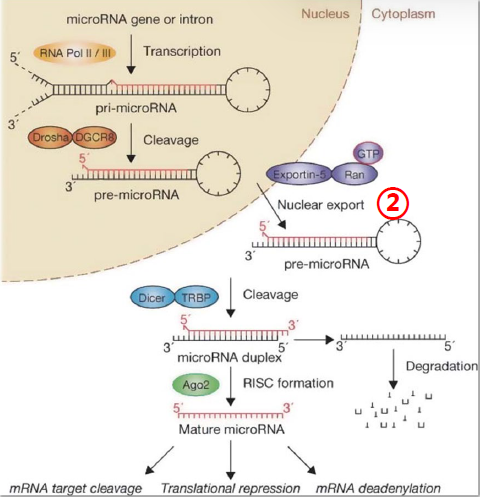 microRNA gene or intron
Nucleus
Cytoplasm
RNA Pol II / III
Transcription
5´
3´
pri-microRNA
Drosha
DGCR8
Cleavage
5´
3´
pre-microRNA
GTP
Exportin-5
Ran
Nuclear export
2
5´
3´
pre-microRNA
Dicer
TRBP
Cleavage
5´
3´
3´
5´
microRNA duplex
3´
5´
Degradation
Ago2
RISC formation
5´
3´
Mature microRNA
mRNA target cleavage
Translational repression
mRNA deadenylation